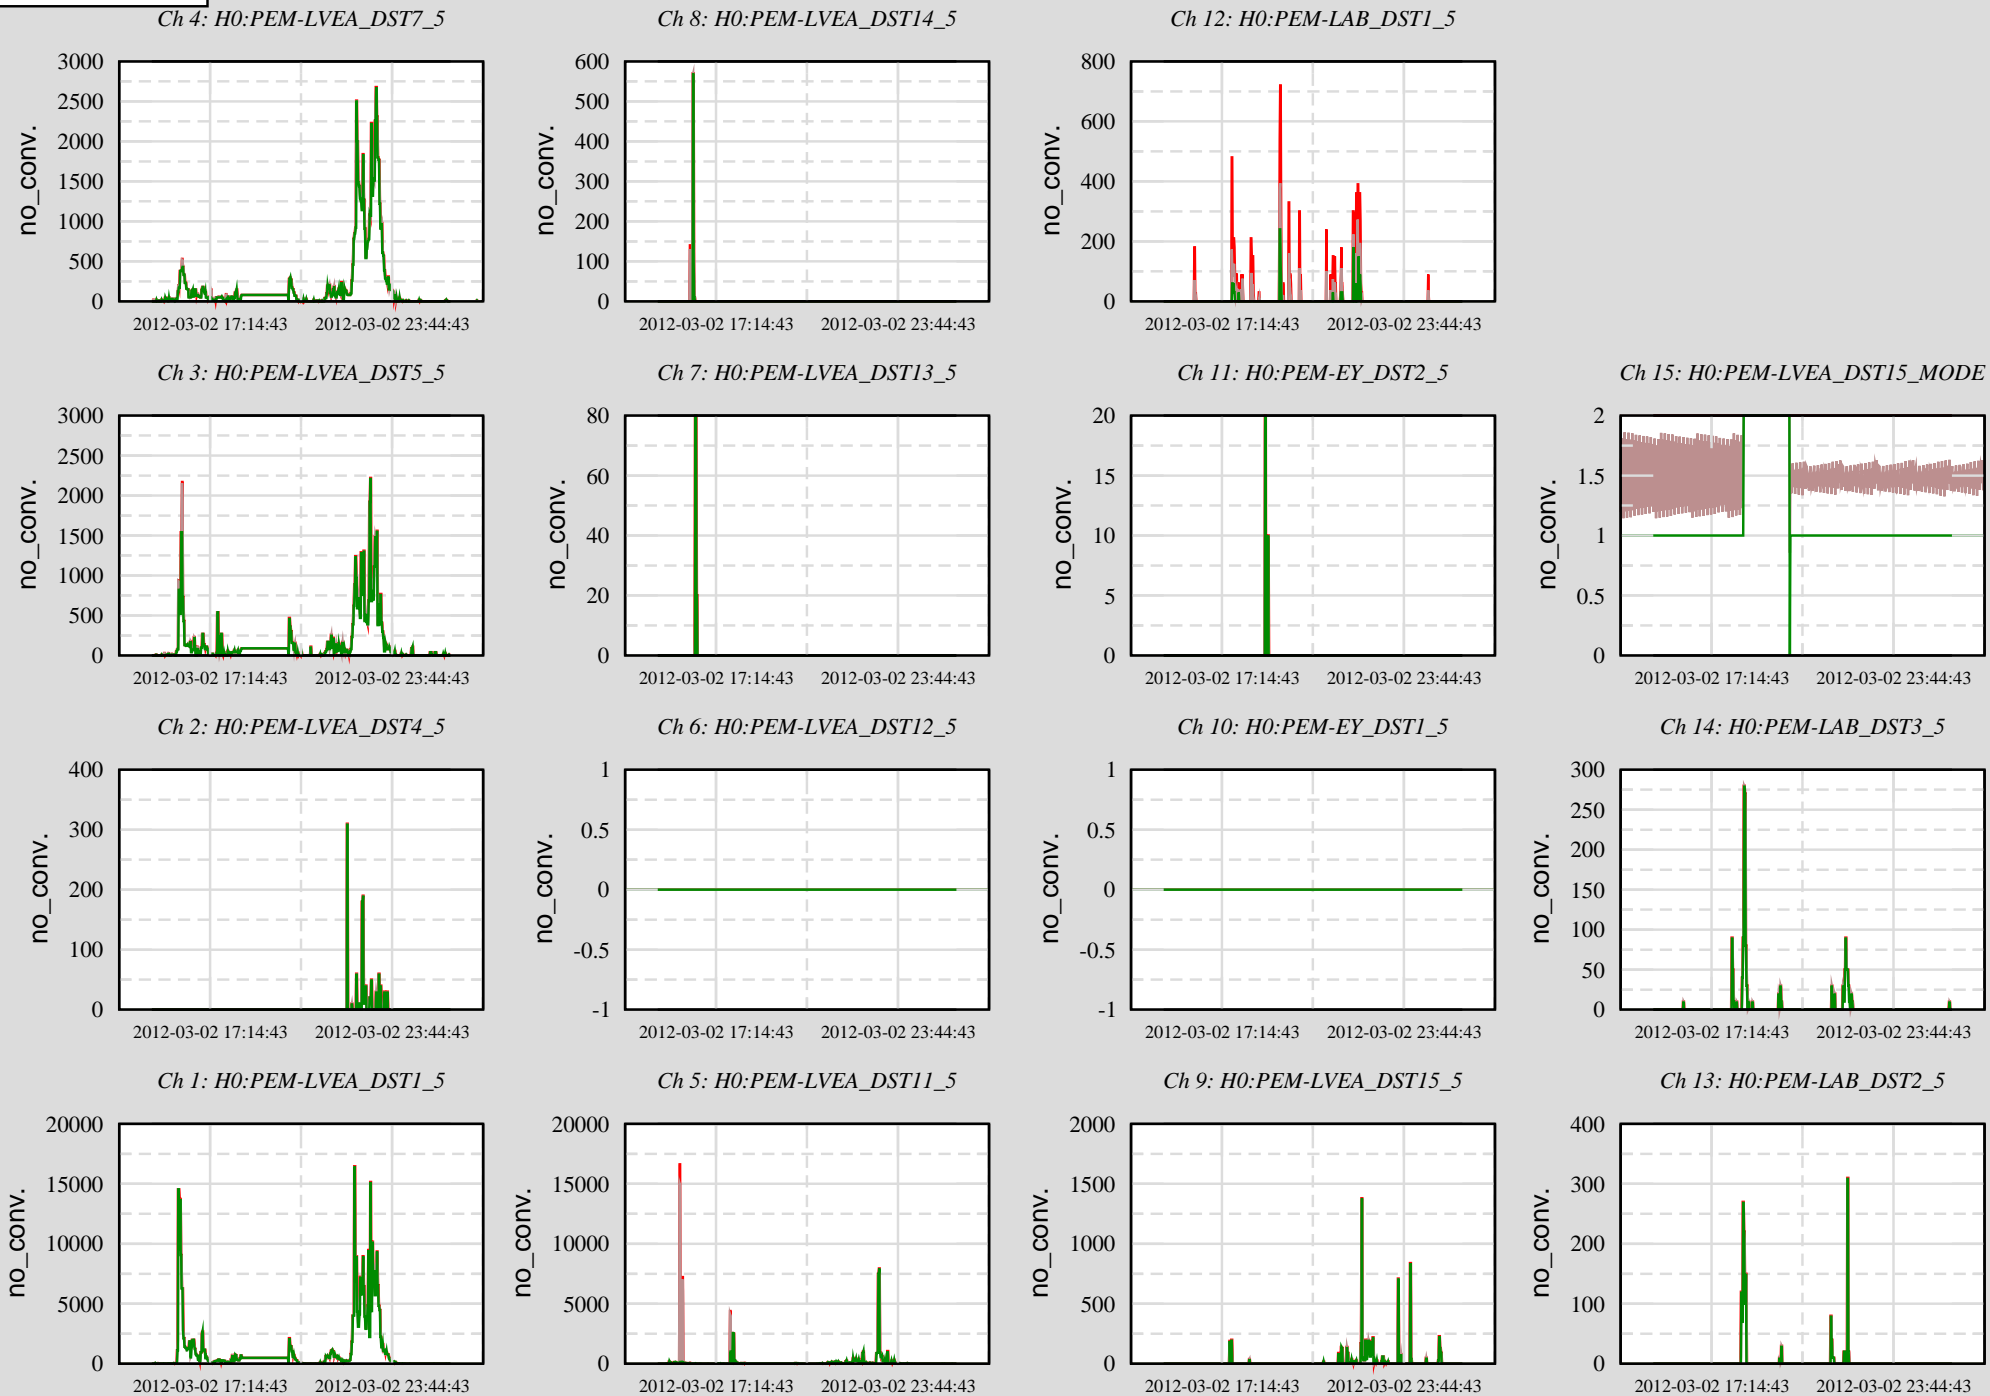 Ch 4: H0:PEM-LVEA_DST7_5
Ch 8: H0:PEM-LVEA_DST14_5
Ch 12: H0:PEM-LAB_DST1_5
no_conv.
3000
2500
2000
1500
1000
500
0
2012-03-02 17:14:43 2012-03-02 23:44:43
no_conv.
600
500
400
300
200
100
0
2012-03-02 17:14:43 2012-03-02 23:44:43
no_conv.
800
600
400
200
0
2012-03-02 17:14:43 2012-03-02 23:44:43
Ch 3: H0:PEM-LVEA_DST5_5
Ch 7: H0:PEM-LVEA_DST13_5
Ch 11: H0:PEM-EY_DST2_5
Ch 15: H0:PEM-LVEA_DST15_MODE
no_conv.
3000
2500
2000
1500
1000
500
0
2012-03-02 17:14:43 2012-03-02 23:44:43
no_conv.
80
60
40
20
0
2012-03-02 17:14:43 2012-03-02 23:44:43
no_conv.
20
15
10
5
0
2012-03-02 17:14:43 2012-03-02 23:44:43
no_conv.
2
1.5
1
0.5
0
2012-03-02 17:14:43 2012-03-02 23:44:43
Ch 2: H0:PEM-LVEA_DST4_5
Ch 6: H0:PEM-LVEA_DST12_5
Ch 10: H0:PEM-EY_DST1_5
Ch 14: H0:PEM-LAB_DST3_5
no_conv.
400
300
200
100
0
2012-03-02 17:14:43 2012-03-02 23:44:43
no_conv.
1
0.5
0
-0.5
-1
2012-03-02 17:14:43 2012-03-02 23:44:43
no_conv.
1
0.5
0
-0.5
-1
2012-03-02 17:14:43 2012-03-02 23:44:43
no_conv.
300
250
200
150
100
50
0
2012-03-02 17:14:43 2012-03-02 23:44:43
Ch 1: H0:PEM-LVEA_DST1_5
Ch 5: H0:PEM-LVEA_DST11_5
Ch 9: H0:PEM-LVEA_DST15_5
Ch 13: H0:PEM-LAB_DST2_5
no_conv.
20000
15000
10000
5000
0
2012-03-02 17:14:43 2012-03-02 23:44:43
no_conv.
20000
15000
10000
5000
0
2012-03-02 17:14:43 2012-03-02 23:44:43
no_conv.
2000
1500
1000
500
0
2012-03-02 17:14:43 2012-03-02 23:44:43
no_conv.
400
300
200
100
0
2012-03-02 17:14:43 2012-03-02 23:44:43